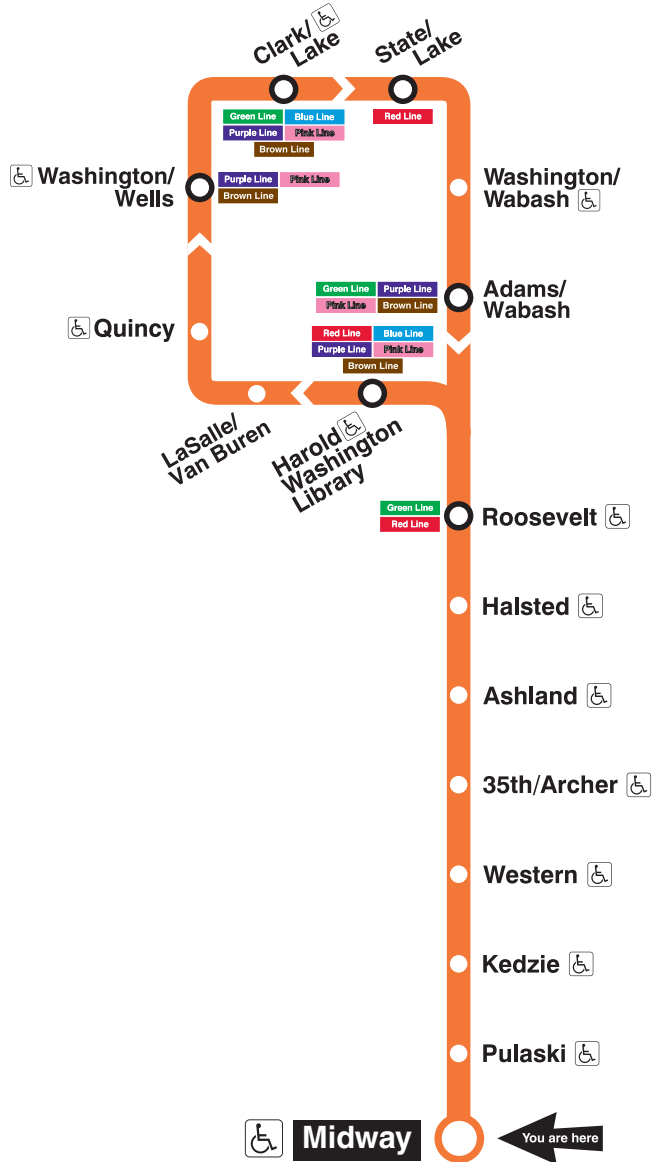 Clark/
Lake
State/
Lake
Green Line Blue Line
Purple Line Pink Line
Brown Line
Red Line
Washington/
Wells
Purple Line Pink Line
Brown Line
Washington/
Wabash
Green Line Purple Line
Pink Line Brown Line
Adams/
Wabash
Quincy
Red Line Blue Line
Purple Line Pink Line
Brown Line
LaSalle/
Van Buren
Harold
Washington
Library
Green Line
Red Line
Roosevelt
Halsted
Ashland
35th/Archer
Western
Kedzie
Pulaski
Midway
You are here